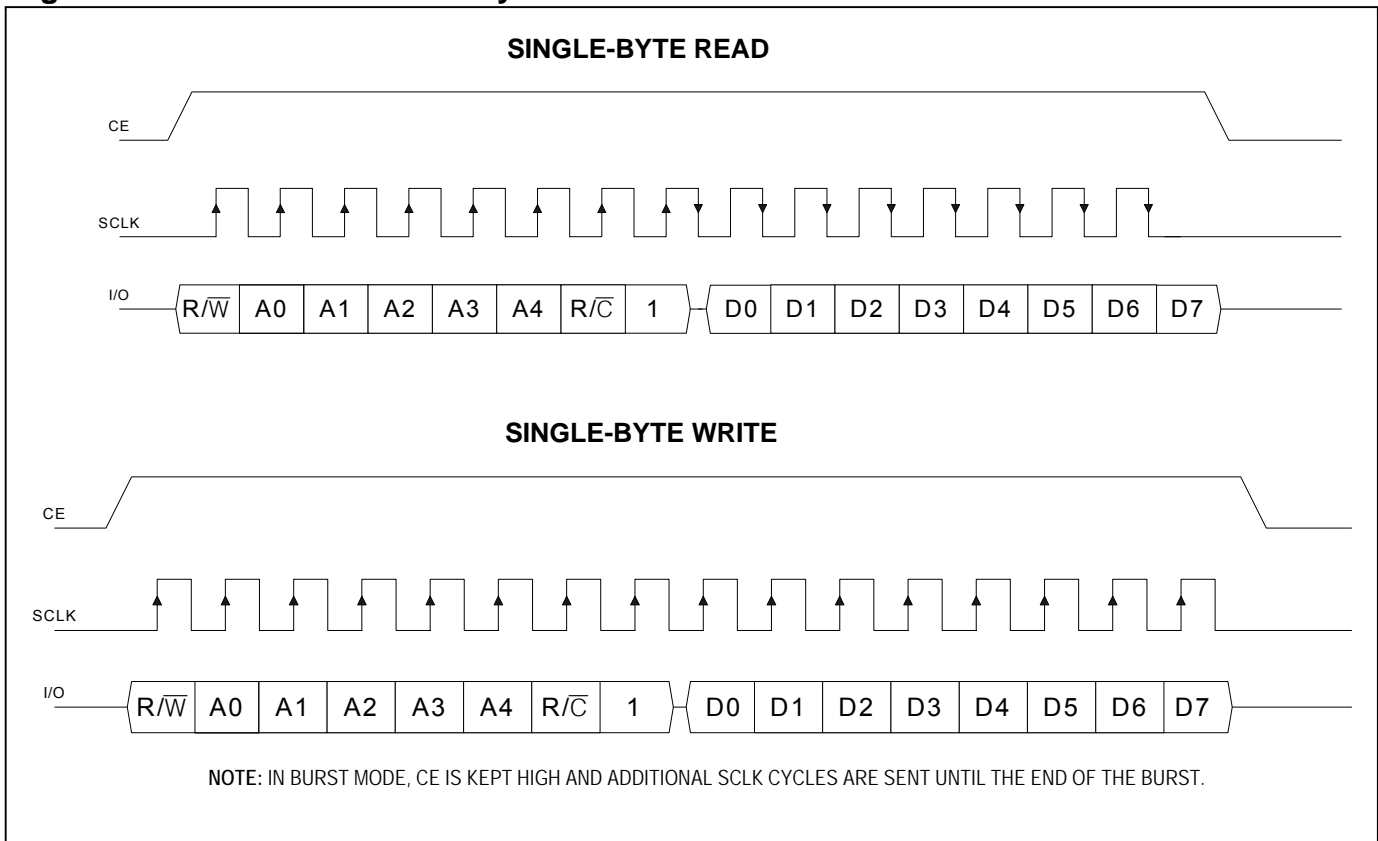 SINGLE-BYTE READ
CE
SCLK
I/O R/W̅ A0 A1 A2 A3 A4 R/C̅ 1 D0 D1 D2 D3 D4 D5 D6 D7
SINGLE-BYTE WRITE
CE
SCLK
I/O R/W̅ A0 A1 A2 A3 A4 R/C̅ 1 D0 D1 D2 D3 D4 D5 D6 D7
NOTE: IN BURST MODE, CE IS KEPT HIGH AND ADDITIONAL SCLK CYCLES ARE SENT UNTIL THE END OF THE BURST.